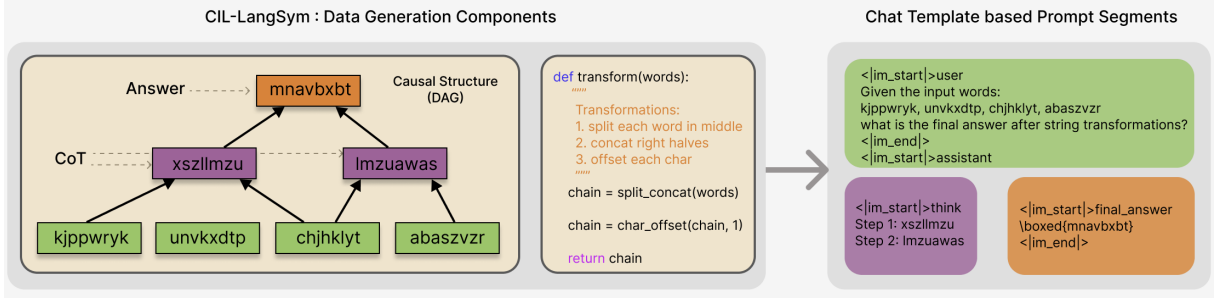 CIL-LangSym : Data Generation Components
Chat Template based Prompt Segments
Answer
mnavbxbt
Causal Structure
(DAG)
CoT
xszllmzu
lmzuawas
kjppwryk
unvkxdtp
chjhklyt
abaszvzr
def transform(words):
"""
Transformations:
1. split each word in middle
2. concat right halves
3. offset each char
"""
chain = split_concat(words)
chain = char_offset(chain, 1)
return chain
<|im_start|>user
Given the input words:
kjppwryk, unvkxdtp, chjhklyt, abaszvzr
what is the final answer after string transformations?
<|im_end|>
<|im_start|>assistant
<|im_start|>think
Step 1: xszllmzu
Step 2: lmzuawas
<|im_start|>final_answer
\boxed{mnavbxbt}
<|im_end|>